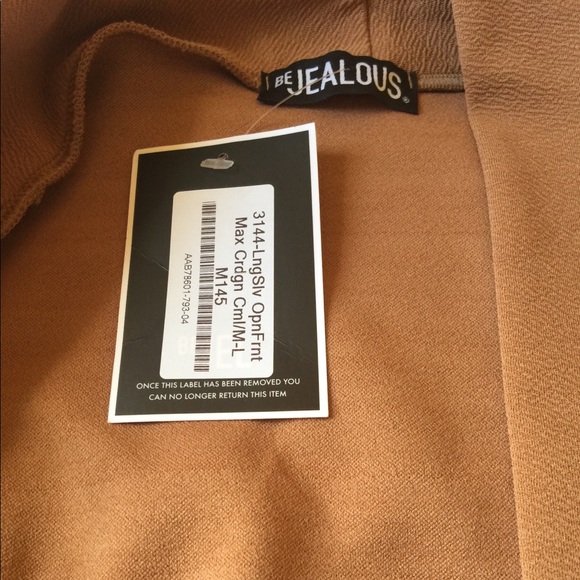 BE JEALOUS®
3144-LngSlv OpnFrnt
Max Crdgn Cml/M-L
M145
AAB78601-793-04
ONCE THIS LABEL HAS BEEN REMOVED YOU
CAN NO LONGER RETURN THIS ITEM